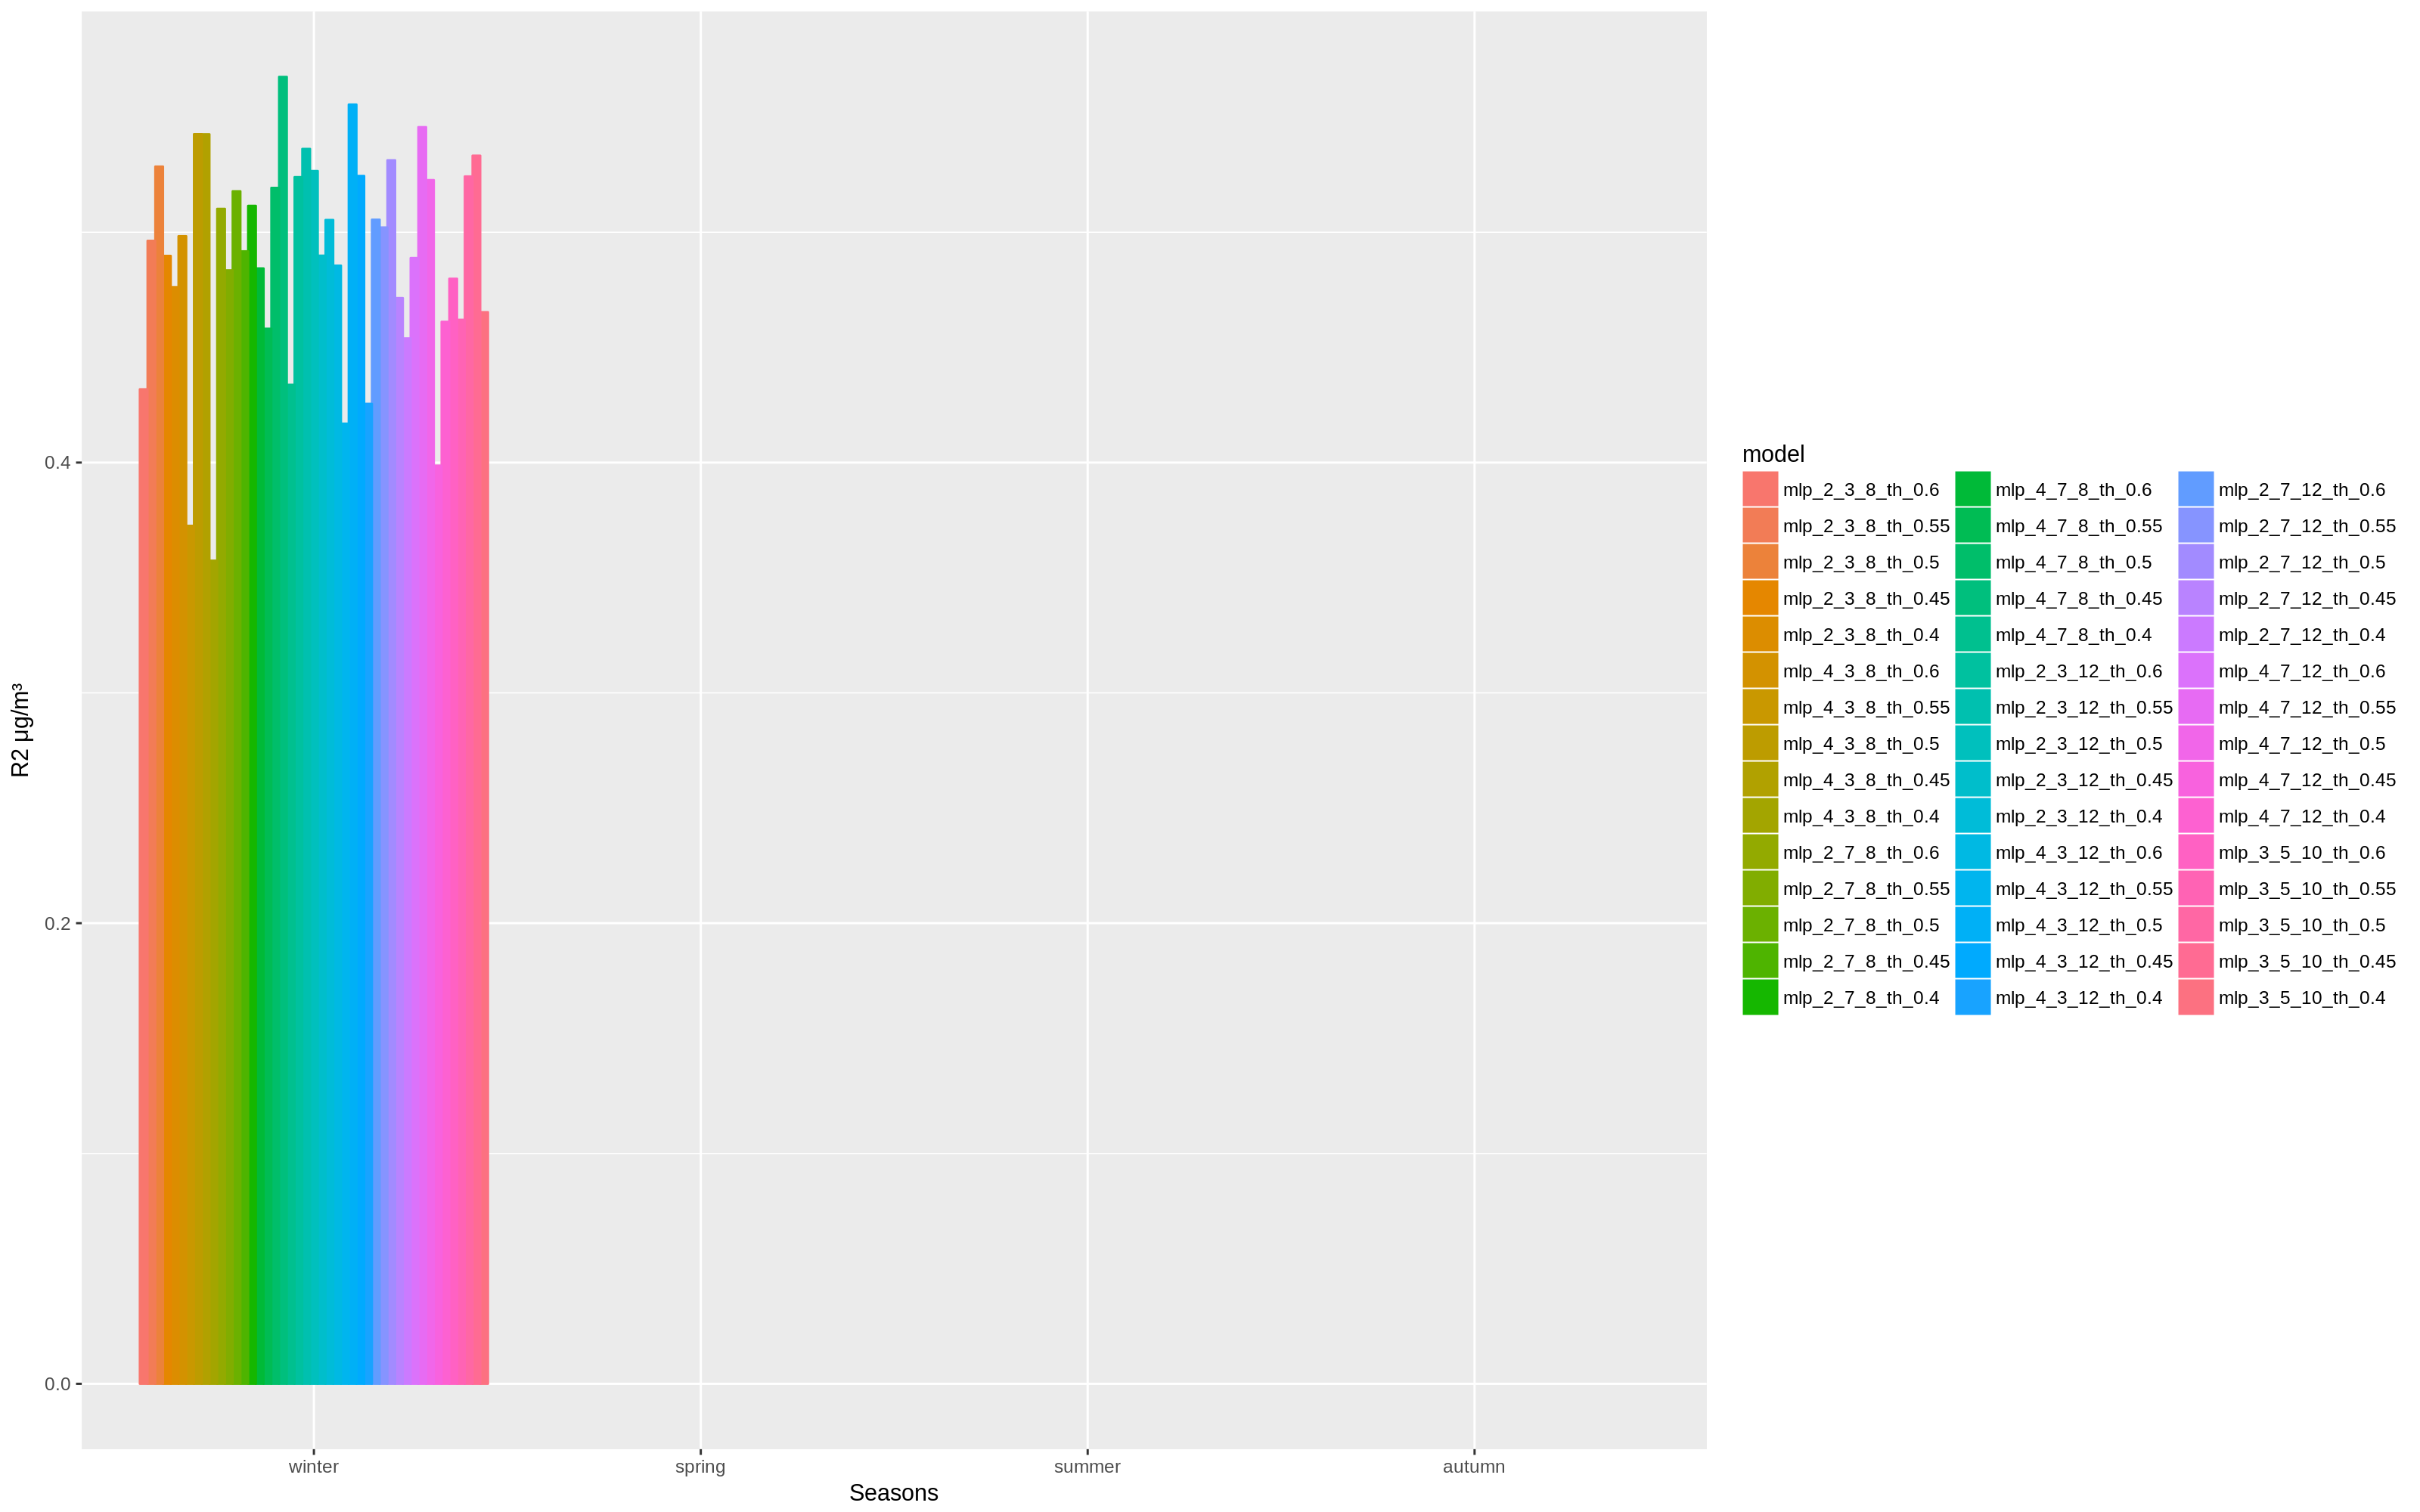 R2 μg/m³
0.4
0.2
0.0
winter
spring
summer
autumn
Seasons
model
mlp_2_3_8_th_0.6
mlp_2_3_8_th_0.55
mlp_2_3_8_th_0.5
mlp_2_3_8_th_0.45
mlp_2_3_8_th_0.4
mlp_4_3_8_th_0.6
mlp_4_3_8_th_0.55
mlp_4_3_8_th_0.5
mlp_4_3_8_th_0.45
mlp_4_3_8_th_0.4
mlp_2_7_8_th_0.6
mlp_2_7_8_th_0.55
mlp_2_7_8_th_0.5
mlp_2_7_8_th_0.45
mlp_2_7_8_th_0.4
mlp_4_7_8_th_0.6
mlp_4_7_8_th_0.55
mlp_4_7_8_th_0.5
mlp_4_7_8_th_0.45
mlp_4_7_8_th_0.4
mlp_2_3_12_th_0.6
mlp_2_3_12_th_0.55
mlp_2_3_12_th_0.5
mlp_2_3_12_th_0.45
mlp_2_3_12_th_0.4
mlp_4_3_12_th_0.6
mlp_4_3_12_th_0.55
mlp_4_3_12_th_0.5
mlp_4_3_12_th_0.45
mlp_4_3_12_th_0.4
mlp_2_7_12_th_0.6
mlp_2_7_12_th_0.55
mlp_2_7_12_th_0.5
mlp_2_7_12_th_0.45
mlp_2_7_12_th_0.4
mlp_4_7_12_th_0.6
mlp_4_7_12_th_0.55
mlp_4_7_12_th_0.5
mlp_4_7_12_th_0.45
mlp_4_7_12_th_0.4
mlp_3_5_10_th_0.6
mlp_3_5_10_th_0.55
mlp_3_5_10_th_0.5
mlp_3_5_10_th_0.45
mlp_3_5_10_th_0.4